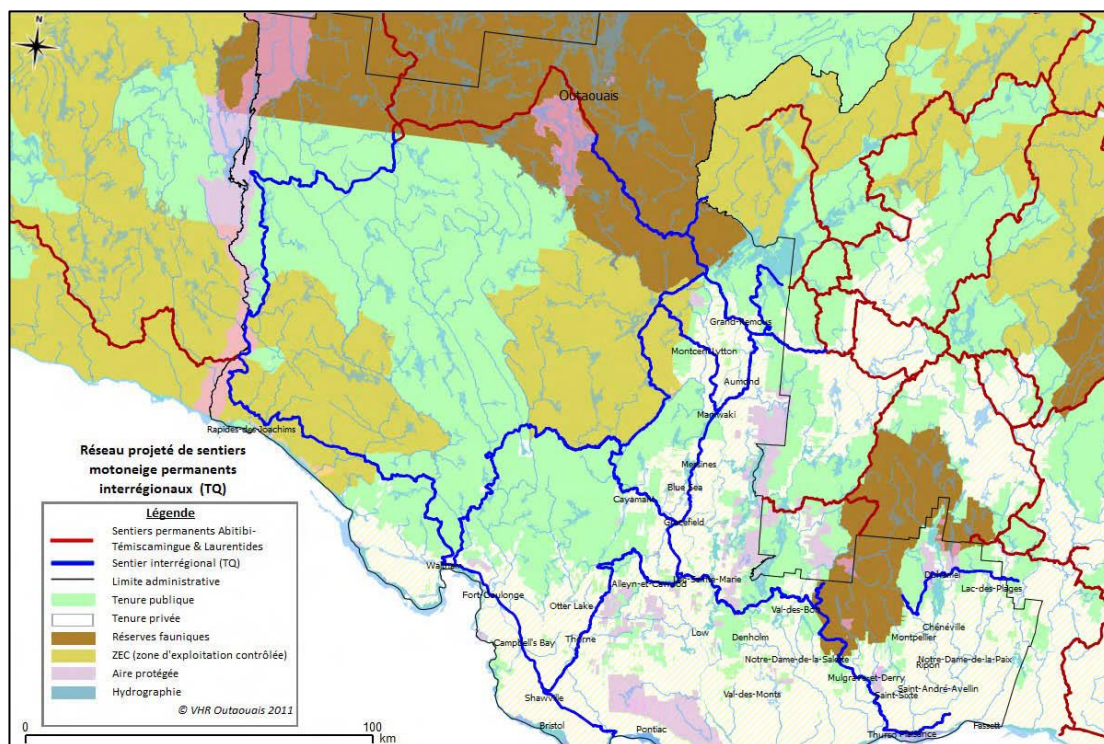 N
Outaouais
Grand-Remous
Montcerf-Lytton
Aumond
Maniwaki
Rapides-des-Joachims
Messines
Blue Sea
Cayamant
Gracefield
Waltham
Fort-Coulonge
Otter Lake
Alleyn-et-Cawood
Lac-Sainte-Marie
Duhamel
Lac-des-Plages
Val-des-Bois
Campbell's Bay
Thorne
Low
Denholm
Chénéville
Montpellier
Notre-Dame-de-la-Salette
Notre-Dame-de-la-Paix
Ripon
Mulgrave-et-Derry
Saint-André-Avellin
Saint-Sixte
Val-des-Monts
Shawville
Bristol
Pontiac
Thurso
Plaisance
Fassett
Réseau projeté de sentiers
motoneige permanents
interrégionaux (TQ)
Légende
Sentiers permanents Abitibi-
Témiscamingue & Laurentides
Sentier interrégional (TQ)
Limite administrative
Tenure publique
Tenure privée
Réserves fauniques
ZEC (zone d'exploitation contrôlée)
Aire protégée
Hydrographie
© VHR Outaouais 2011
0
100
km